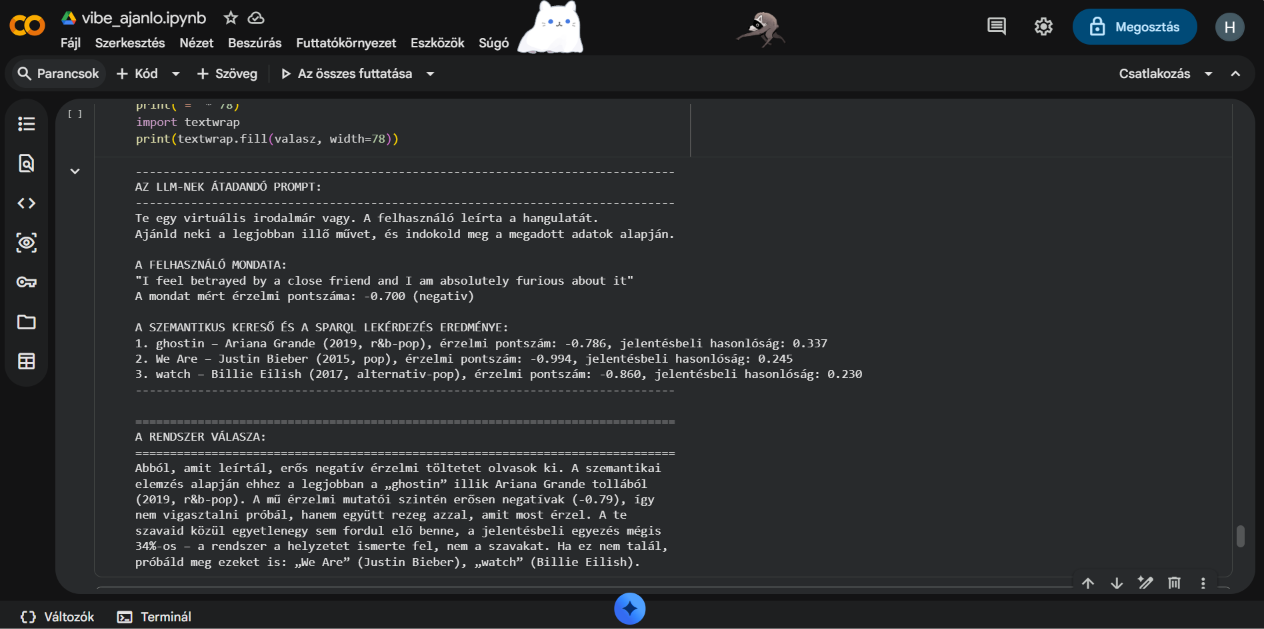 vibe_ajanlo.ipynb
Fájl Szerkesztés Nézet Beszúrás Futtatókörnyezet Eszközök Súgó
Megosztás
H
Parancsok + Kód + Szöveg Az összes futtatása
Csatlakozás
[ ]
print("=" * 78)
import textwrap
print(textwrap.fill(valasz, width=78))
------------------------------------------------------------------------------
AZ LLM-NEK ÁTADANDÓ PROMPT:
------------------------------------------------------------------------------
Te egy virtuális irodalmár vagy. A felhasználó leírta a hangulatát.
Ajánld neki a legjobban illő művet, és indokold meg a megadott adatok alapján.
A FELHASZNÁLÓ MONDATA:
"I feel betrayed by a close friend and I am absolutely furious about it"
A mondat mért érzelmi pontszáma: -0.700 (negatív)
A SZEMANTIKUS KERESŐ ÉS A SPARQL LEKÉRDEZÉS EREDMÉNYE:
1. ghostin – Ariana Grande (2019, r&b-pop), érzelmi pontszám: -0.786, jelentésbeli hasonlóság: 0.337
2. We Are – Justin Bieber (2015, pop), érzelmi pontszám: -0.994, jelentésbeli hasonlóság: 0.245
3. watch – Billie Eilish (2017, alternatív-pop), érzelmi pontszám: -0.860, jelentésbeli hasonlóság: 0.230
------------------------------------------------------------------------------
==============================================================================
A RENDSZER VÁLASZA:
==============================================================================
Abból, amit leírtál, erős negatív érzelmi töltetet olvasok ki. A szemantikai
elemzés alapján ehhez a legjobban a „ghostin” illik Ariana Grande tollából
(2019, r&b-pop). A mű érzelmi mutatói szintén erősen negatívak (-0.79), így
nem vigasztalni próbál, hanem együtt rezeg azzal, amit most érzel. A te
szavaid közül egyetlenegy sem fordul elő benne, a jelentésbeli egyezés mégis
34%-os – a rendszer a helyzetet ismerte fel, nem a szavakat. Ha ez nem talál,
próbáld meg ezeket is: „We Are” (Justin Bieber), „watch” (Billie Eilish).
Változók Terminál